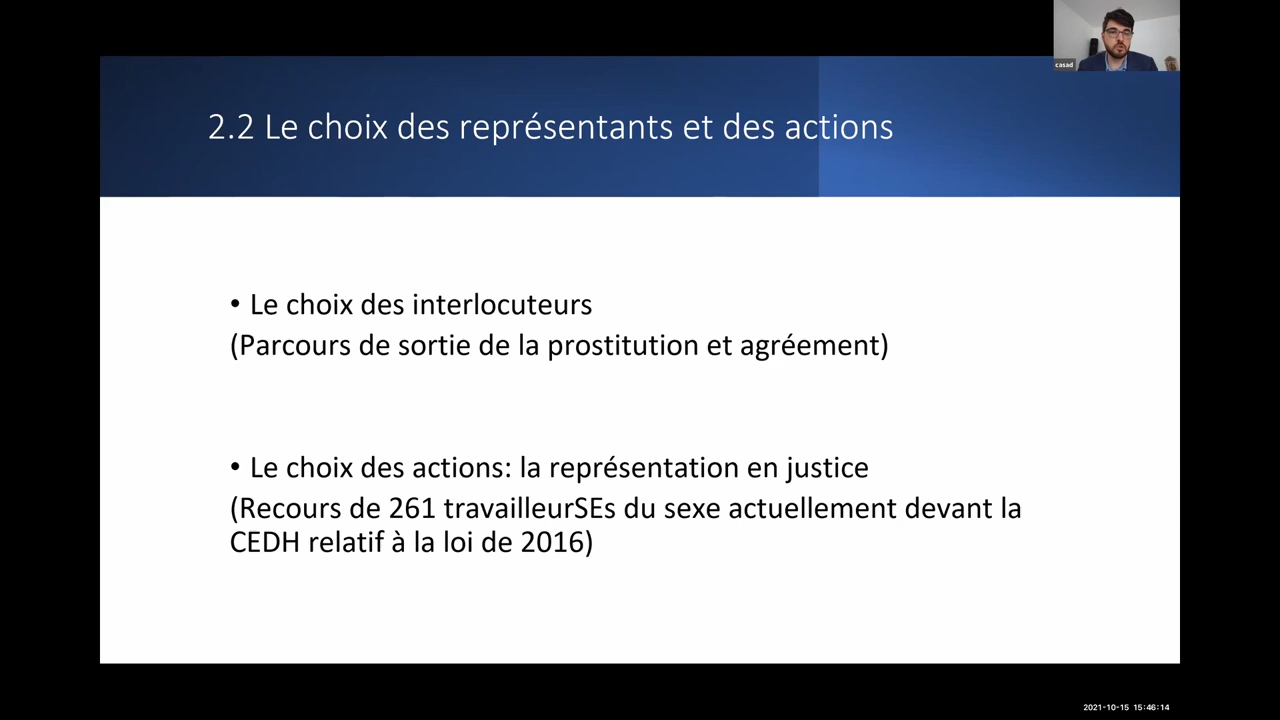 casad
2.2 Le choix des représentants et des actions
• Le choix des interlocuteurs
(Parcours de sortie de la prostitution et agréement)
• Le choix des actions: la représentation en justice
(Recours de 261 travailleurSEs du sexe actuellement devant la
CEDH relatif à la loi de 2016)
2021-10-15 15:46:14